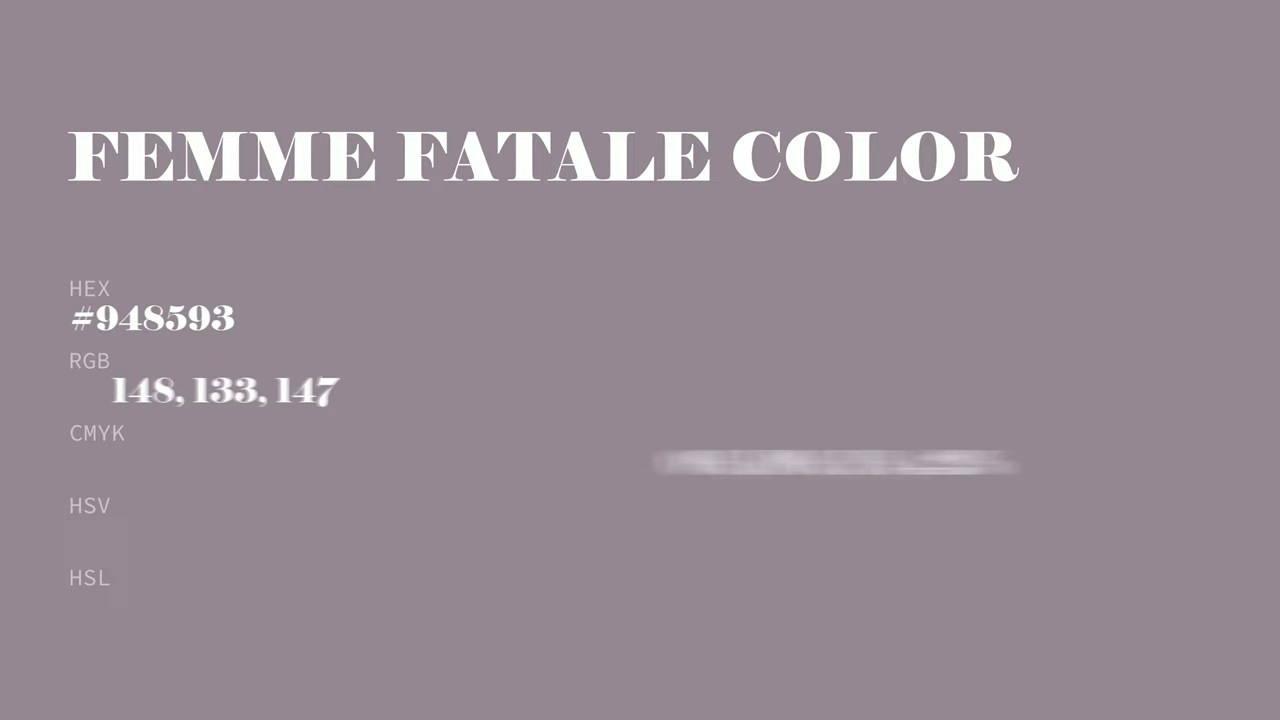 FEMME FATALE COLOR
HEX
#948593
RGB
148, 133, 147
CMYK
HSV
HSL